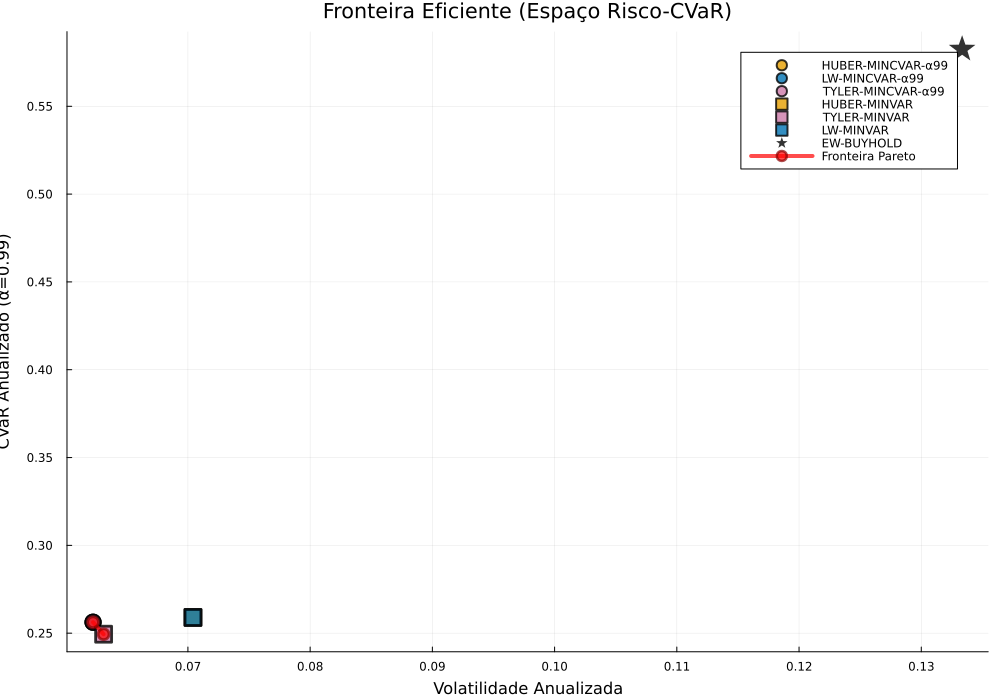 Fronteira Eficiente (Espaço Risco-CVaR)
HUBER-MINCVAR-α99
LW-MINCVAR-α99
TYLER-MINCVAR-α99
HUBER-MINVAR
TYLER-MINVAR
LW-MINVAR
EW-BUYHOLD
Fronteira Pareto
CVaR Anualizado (α=0.99)
0.55
0.50
0.45
0.40
0.35
0.30
0.25
0.07
0.08
0.09
0.10
0.11
0.12
0.13
Volatilidade Anualizada